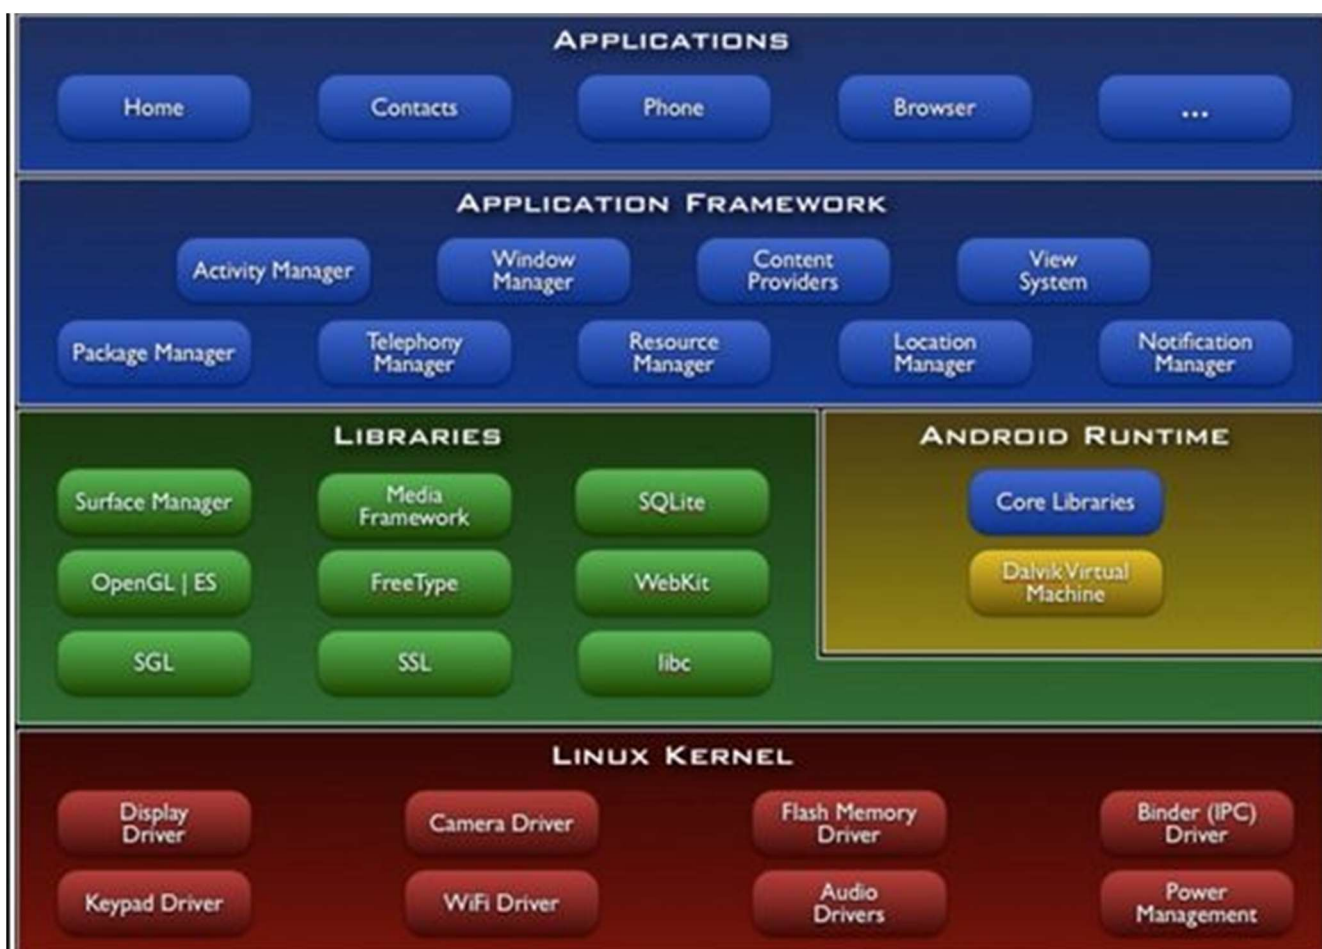 APPLICATIONS
Home
Contacts
Phone
Browser
...
APPLICATION FRAMEWORK
Activity Manager
Window
Manager
Content
Providers
View
System
Package Manager
Telephony
Manager
Resource
Manager
Location
Manager
Notification
Manager
LIBRARIES
Surface Manager
Media
Framework
SQLite
OpenGL | ES
FreeType
WebKit
SGL
SSL
libc
ANDROID RUNTIME
Core Libraries
Dalvik Virtual
Machine
LINUX KERNEL
Display
Driver
Camera Driver
Flash Memory
Driver
Binder (IPC)
Driver
Keypad Driver
WiFi Driver
Audio
Drivers
Power
Management